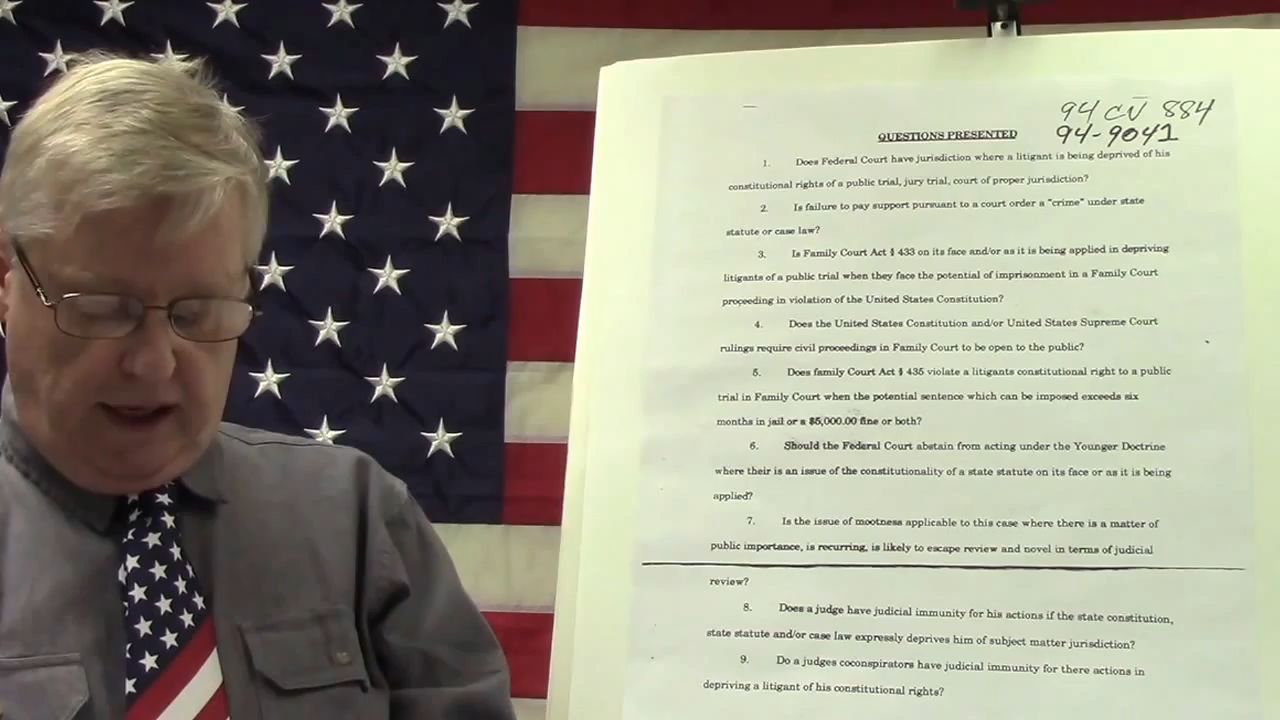 94 CV 884
QUESTIONS PRESENTED 94-9041
1. Does Federal Court have jurisdiction where a litigant is being deprived of his
constitutional rights of a public trial, jury trial, court of proper jurisdiction?
2. Is failure to pay support pursuant to a court order a "crime" under state
statute or case law?
3. Is Family Court Act § 433 on its face and/or as it is being applied in depriving
litigants of a public trial when they face the potential of imprisonment in a Family Court
proceeding in violation of the United States Constitution?
4. Does the United States Constitution and/or United States Supreme Court
rulings require civil proceedings in Family Court to be open to the public?
5. Does family Court Act § 435 violate a litigants constitutional right to a public
trial in Family Court when the potential sentence which can be imposed exceeds six
months in jail or a $5,000.00 fine or both?
6. Should the Federal Court abstain from acting under the Younger Doctrine
where their is an issue of the constitutionality of a state statute on its face or as it is being
applied?
7. Is the issue of mootness applicable to this case where there is a matter of
public importance, is recurring, is likely to escape review and novel in terms of judicial
review?
8. Does a judge have judicial immunity for his actions if the state constitution,
state statute and/or case law expressly deprives him of subject matter jurisdiction?
9. Do a judges coconspirators have judicial immunity for there actions in
depriving a litigant of his constitutional rights?